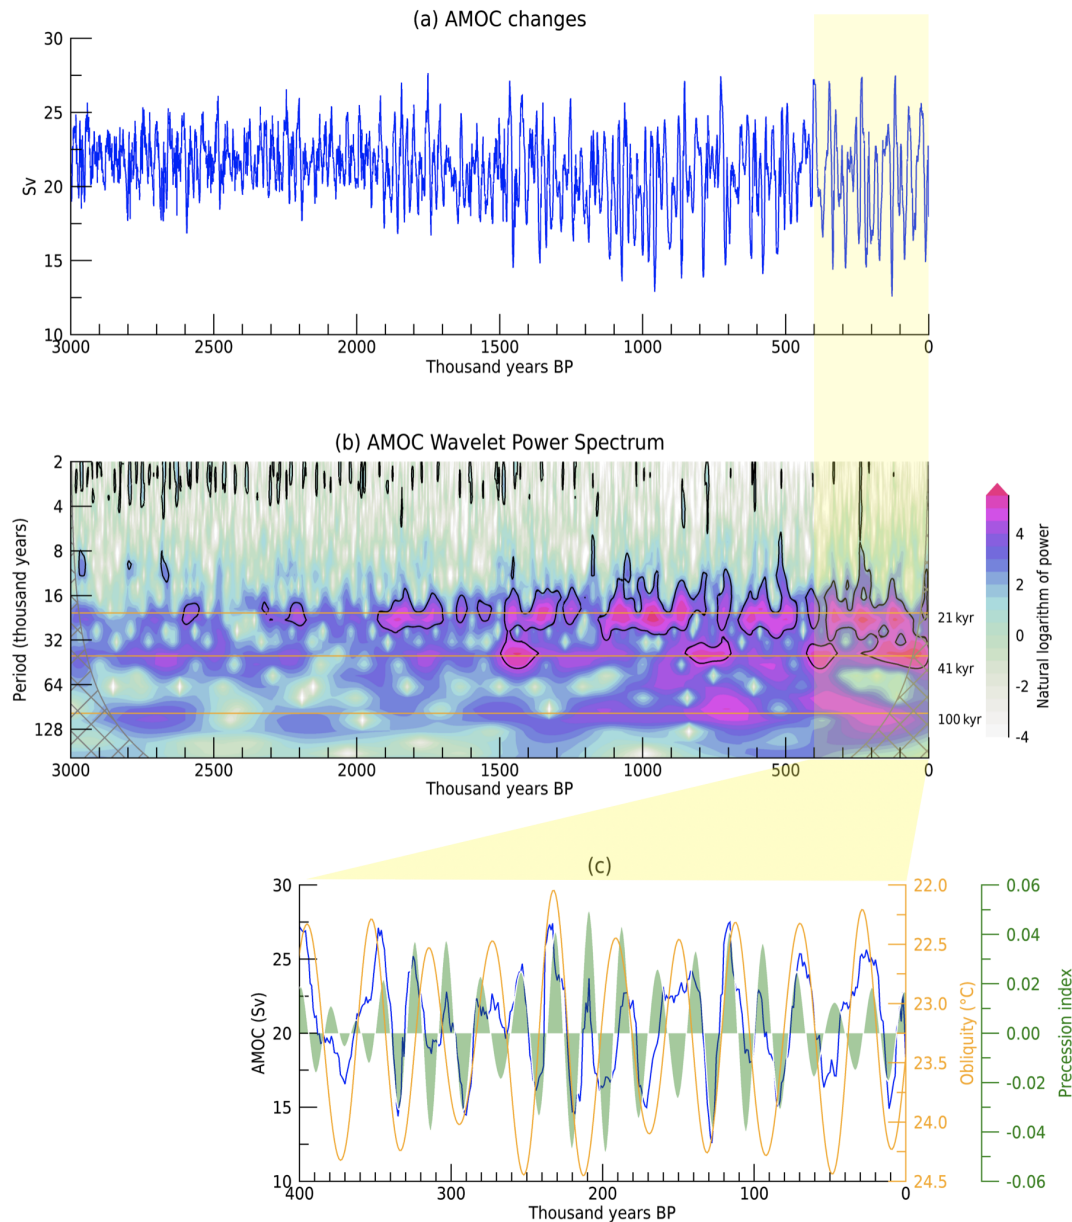 (a) AMOC changes
30
25
20
15
10
Sv
3000 2500 2000 1500 1000 500 0
Thousand years BP
(b) AMOC Wavelet Power Spectrum
2
4
8
16
32
64
128
Period (thousand years)
21 kyr
41 kyr
100 kyr
4
2
0
-2
-4
Natural logarithm of power
3000 2500 2000 1500 1000 500 0
Thousand years BP
(c)
30
25
20
15
10
AMOC (Sv)
22.0
22.5
23.0
23.5
24.0
24.5
Obliquity (°C)
0.06
0.04
0.02
0.00
-0.02
-0.04
-0.06
Precession index
400 300 200 100 0
Thousand years BP